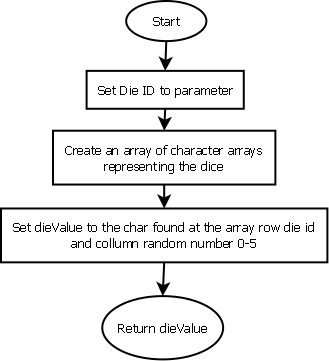 Start
Set Die ID to parameter
Create an array of character arrays
representing the dice
Set dieValue to the char found at the array row die id
and collumn random number 0-5
Return dieValue